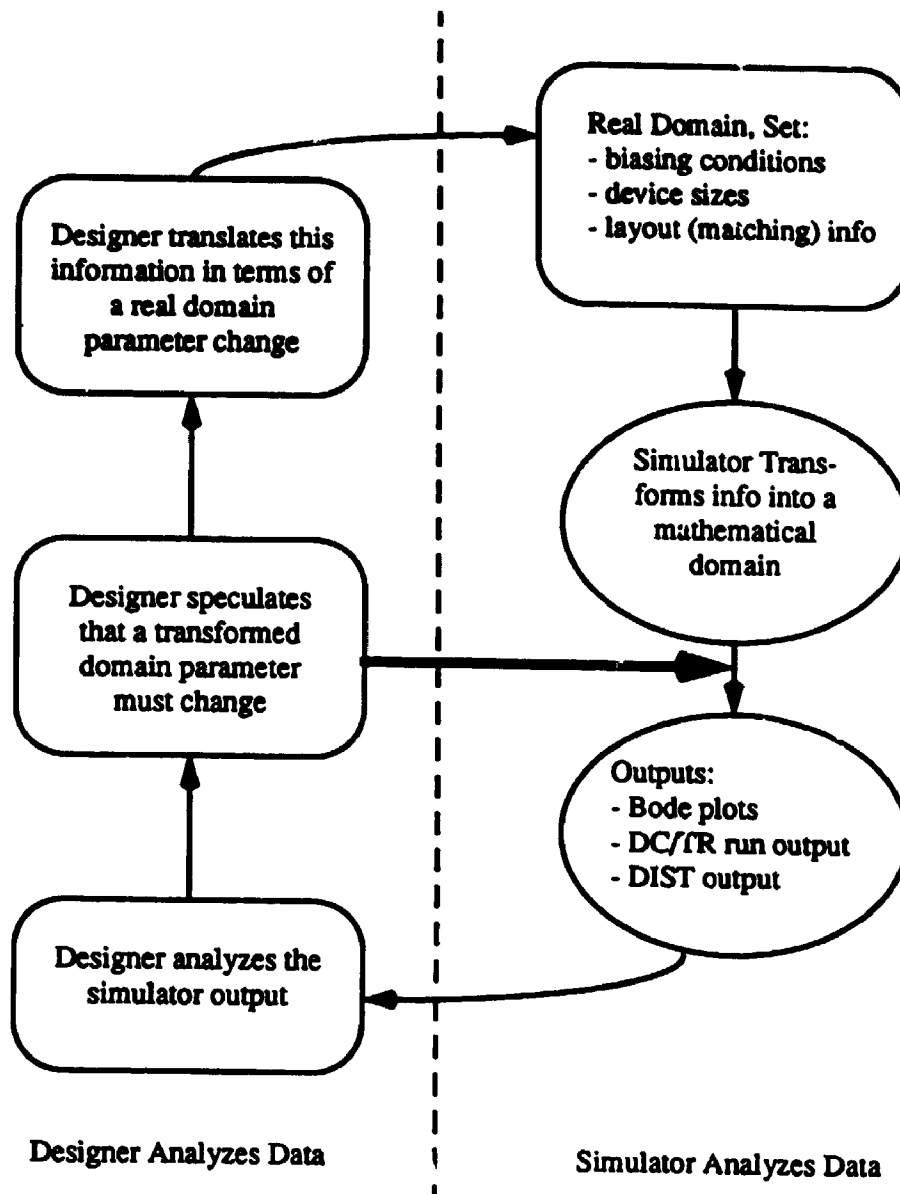 Real Domain, Set:
- biasing conditions
- device sizes
- layout (matching) info
Designer translates this
information in terms of
a real domain
parameter change
Simulator Trans-
forms info into a
mathematical
domain
Designer speculates
that a transformed
domain parameter
must change
Outputs:
- Bode plots
- DC/TR run output
- DIST output
Designer analyzes the
simulator output
Designer Analyzes Data
Simulator Analyzes Data